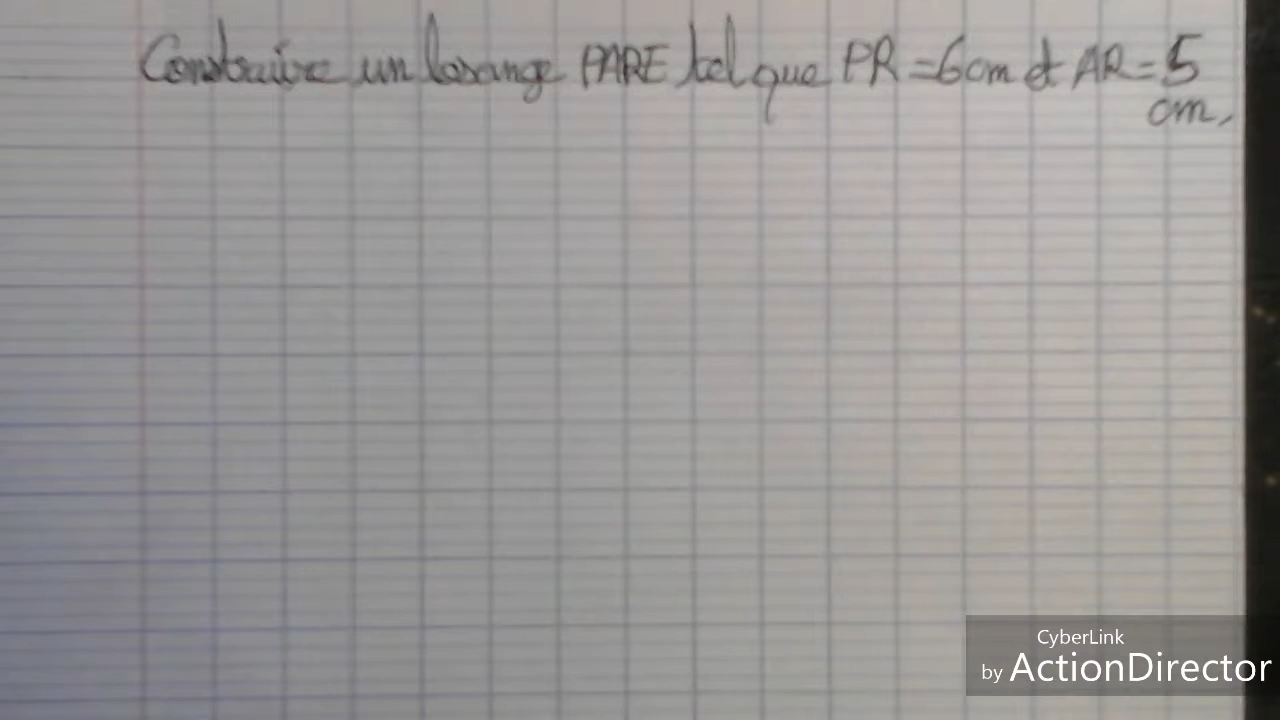 Construire un losange PARE tel que PR = 6cm et AR = 5
cm.
CyberLink
by ActionDirector